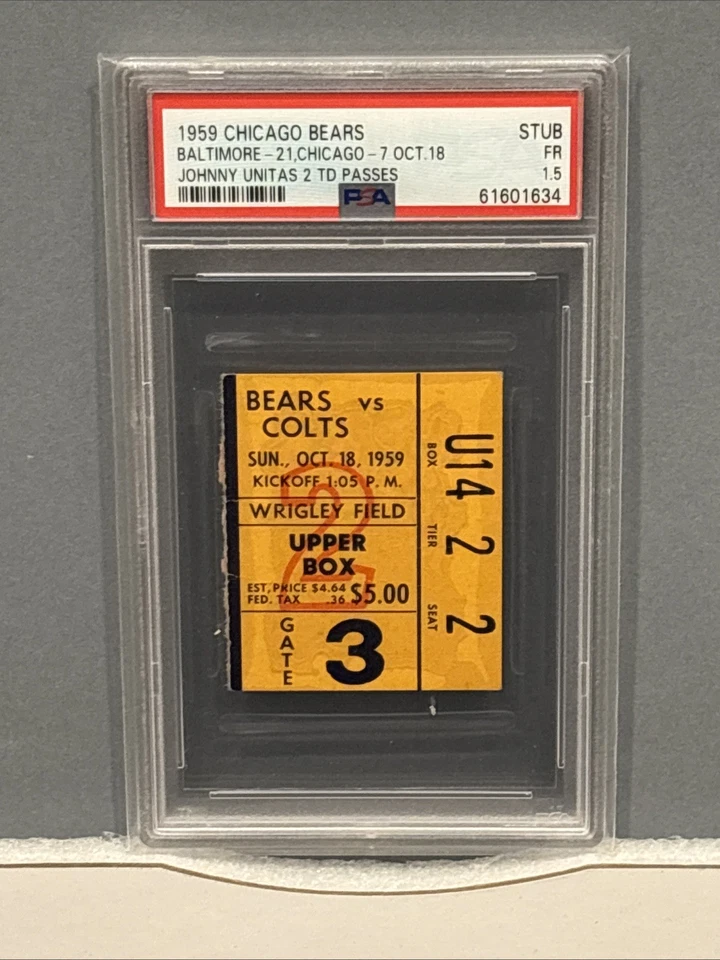 1959 CHICAGO BEARS STUB
BALTIMORE-21,CHICAGO-7 OCT.18 FR
JOHNNY UNITAS 2 TD PASSES 1.5
PSA 61601634
BEARS VS
COLTS
SUN., OCT. 18, 1959
KICKOFF 1:05 P. M.
WRIGLEY FIELD
2
UPPER
BOX
EST. PRICE $4.64
FED. TAX .36 $5.00
GATE
3
BOX U14
TIER 2
SEAT 2